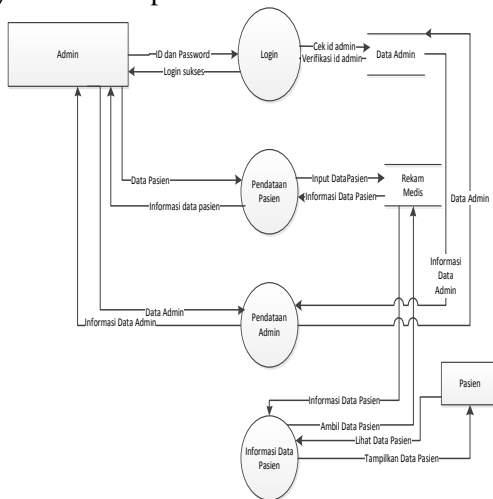 Admin
ID dan Password
Login sukses
Login
Cek id admin
Verifikasi id admin
Data Admin
Data Pasien
Informasi data pasien
Pendataan
Pasien
Input DataPasien
Informasi Data Pasien
Rekam
Medis
Data Admin
Informasi
Data
Admin
Data Admin
Informasi Data Admin
Pendataan
Admin
Informasi Data Pasien
Ambil Data Pasien
Lihat Data Pasien
Tampilkan Data Pasien
Informasi Data
Pasien
Pasien